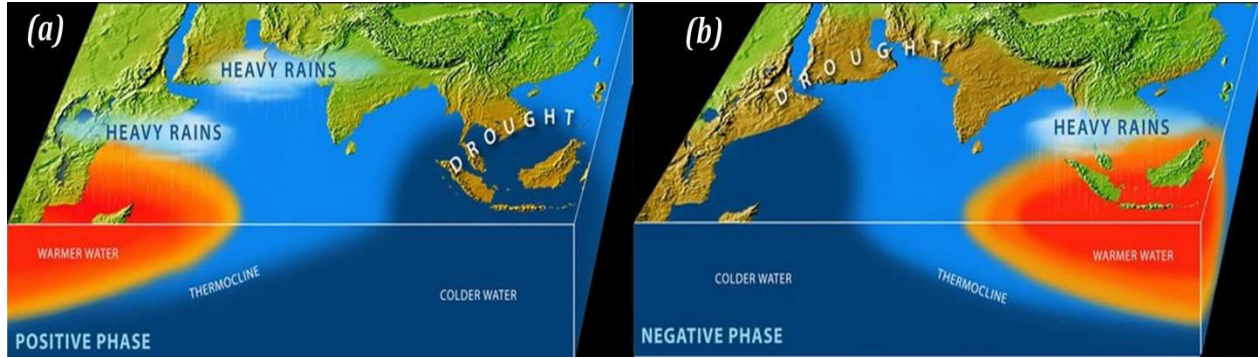 (a)
HEAVY RAINS
HEAVY RAINS
DROUGHT
WARMER WATER
THERMOCLINE
COLDER WATER
POSITIVE PHASE
(b)
DROUGHT
HEAVY RAINS
WARMER WATER
COLDER WATER
THERMOCLINE
NEGATIVE PHASE